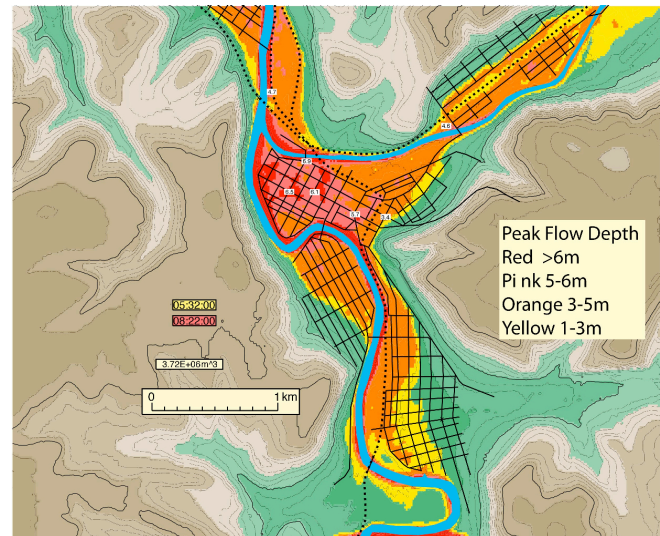 4.7
4.6
6.9
6.5 6.1
5.7 3.4
Peak Flow Depth
Red >6m
Pi nk 5-6m
Orange 3-5m
Yellow 1-3m
05:32:00
08:22:00
3.72E+06m^3
0 1 km